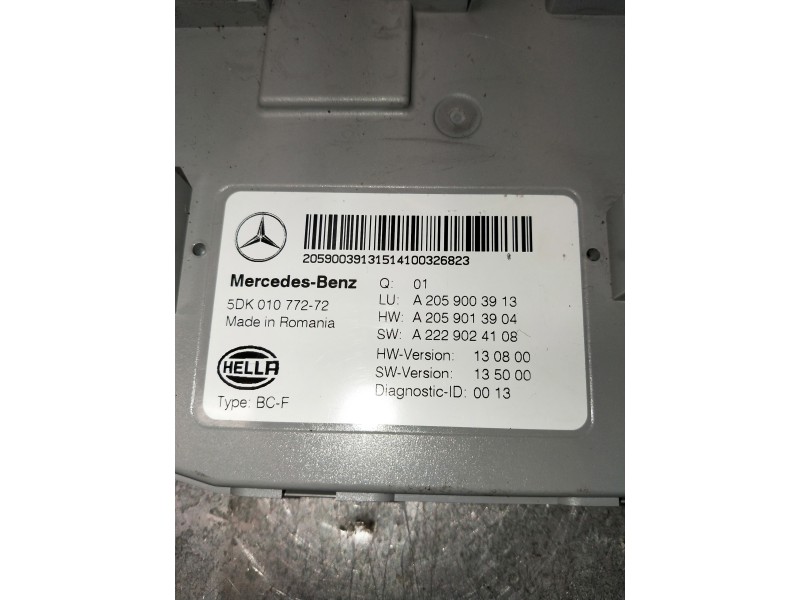 20590039131514100326823
Mercedes-Benz
5DK 010 772-72
Made in Romania
HELLA
Type: BC-F
Q: 01
LU: A 205 900 39 13
HW: A 205 901 39 04
SW: A 222 902 41 08
HW-Version: 13 08 00
SW-Version: 13 50 00
Diagnostic-ID: 00 13